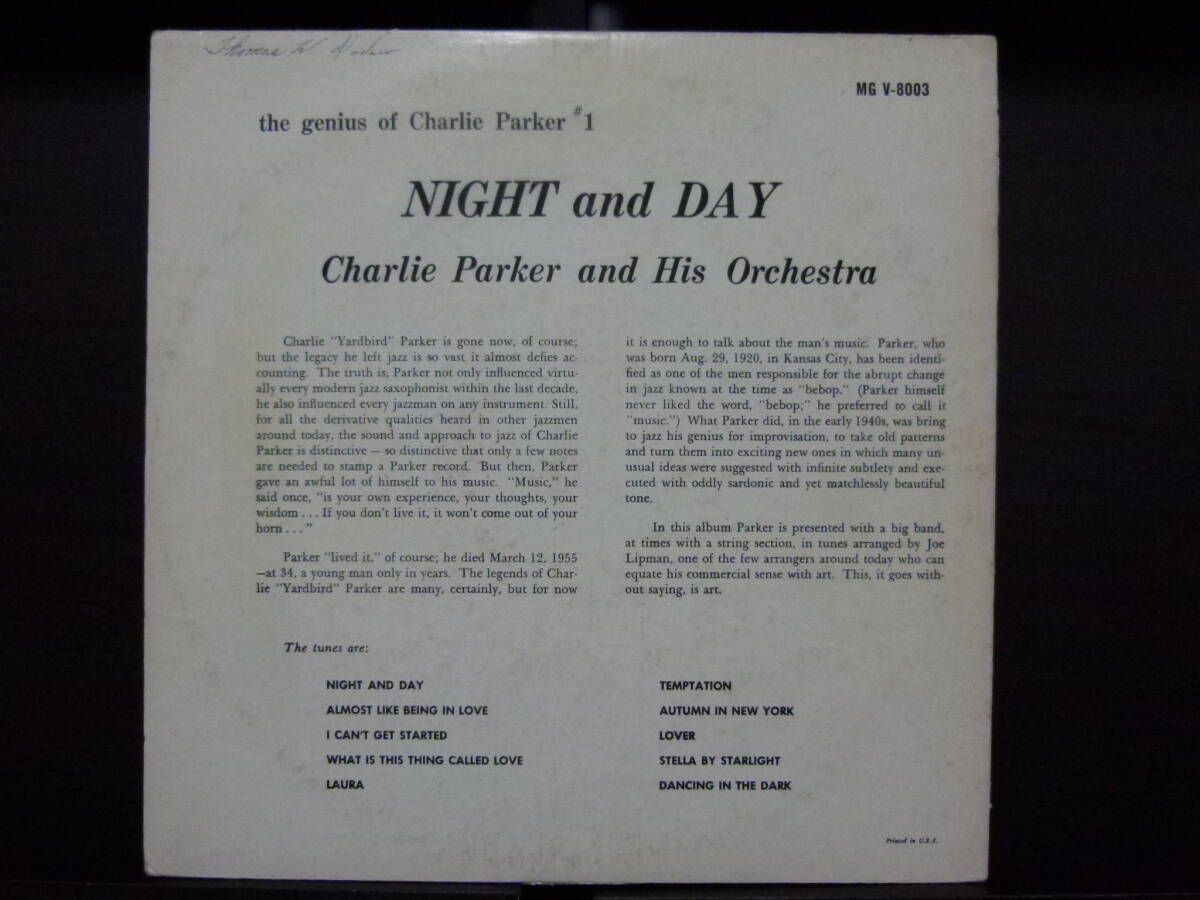 Thomas W.
MG V-8003
the genius of Charlie Parker #1
NIGHT and DAY
Charlie Parker and His Orchestra
Charlie "Yardbird" Parker is gone now, of course;
but the legacy he left jazz is so vast it almost defies ac-
counting. The truth is, Parker not only influenced virtu-
ally every modern jazz saxophonist within the last decade,
he also influenced every jazzman on any instrument. Still,
for all the derivative qualities heard in other jazzmen
around today, the sound and approach to jazz of Charlie
Parker is distinctive — so distinctive that only a few notes
are needed to stamp a Parker record. But then, Parker
gave an awful lot of himself to his music. "Music," he
said once, "is your own experience, your thoughts, your
wisdom . . . If you don't live it, it won't come out of your
horn . . ."
Parker "lived it," of course; he died March 12, 1955
—at 34, a young man only in years. The legends of Char-
lie "Yardbird" Parker are many, certainly, but for now
it is enough to talk about the man's music. Parker, who
was born Aug. 29, 1920, in Kansas City, has been identi-
fied as one of the men responsible for the abrupt change
in jazz known at the time as "bebop." (Parker himself
never liked the word, "bebop;" he preferred to call it
"music.") What Parker did, in the early 1940s, was bring
to jazz his genius for improvisation, to take old patterns
and turn them into exciting new ones in which many un-
usual ideas were suggested with infinite subtlety and exe-
cuted with oddly sardonic and yet matchlessly beautiful
tone.
In this album Parker is presented with a big band,
at times with a string section, in tunes arranged by Joe
Lipman, one of the few arrangers around today who can
equate his commercial sense with art. This, it goes with-
out saying, is art.
The tunes are:
NIGHT AND DAY
ALMOST LIKE BEING IN LOVE
I CAN'T GET STARTED
WHAT IS THIS THING CALLED LOVE
LAURA
TEMPTATION
AUTUMN IN NEW YORK
LOVER
STELLA BY STARLIGHT
DANCING IN THE DARK
Printed in U.S.A.